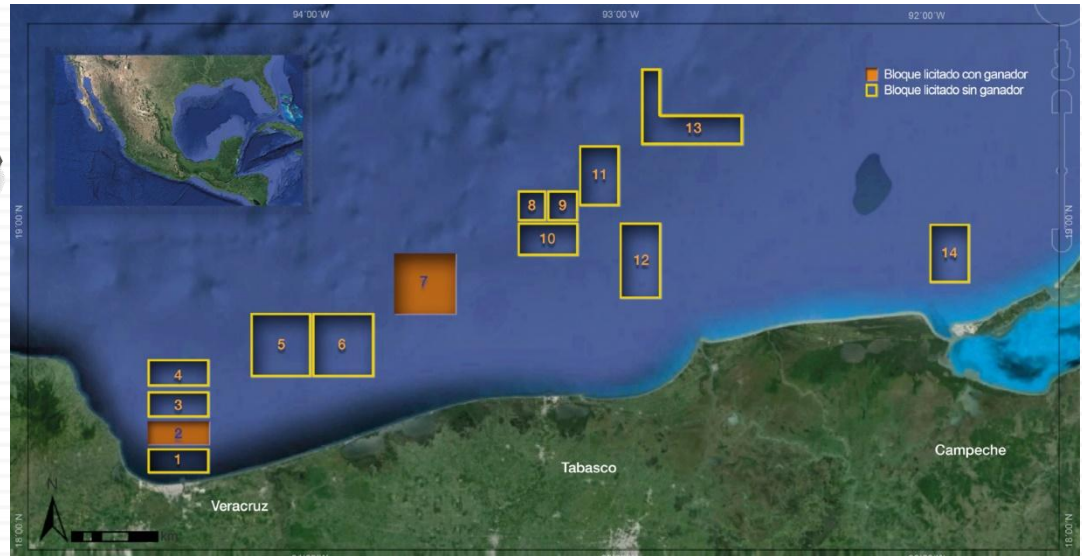 94°00'W
93°00'W
92°00'W
Bloque licitado con ganador
Bloque licitado sin ganador
13
11
8
9
19°00'N
19°00'N
10
12
14
7
5
6
4
3
2
1
Campeche
Tabasco
Veracruz
N
km
18°00'N
18°00'N